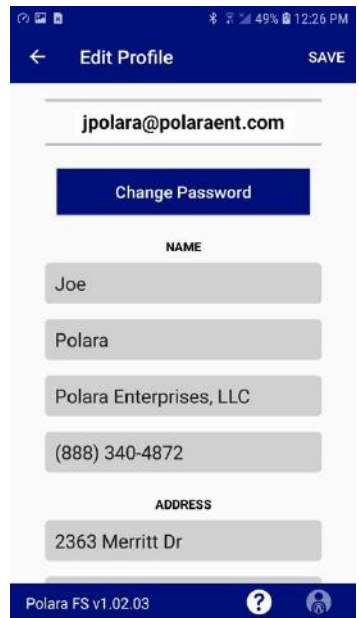 49% 12:26 PM
Edit Profile SAVE
jpolara@polaraent.com
Change Password
NAME
Joe
Polara
Polara Enterprises, LLC
(888) 340-4872
ADDRESS
2363 Merritt Dr
Polara FS v1.02.03 ?